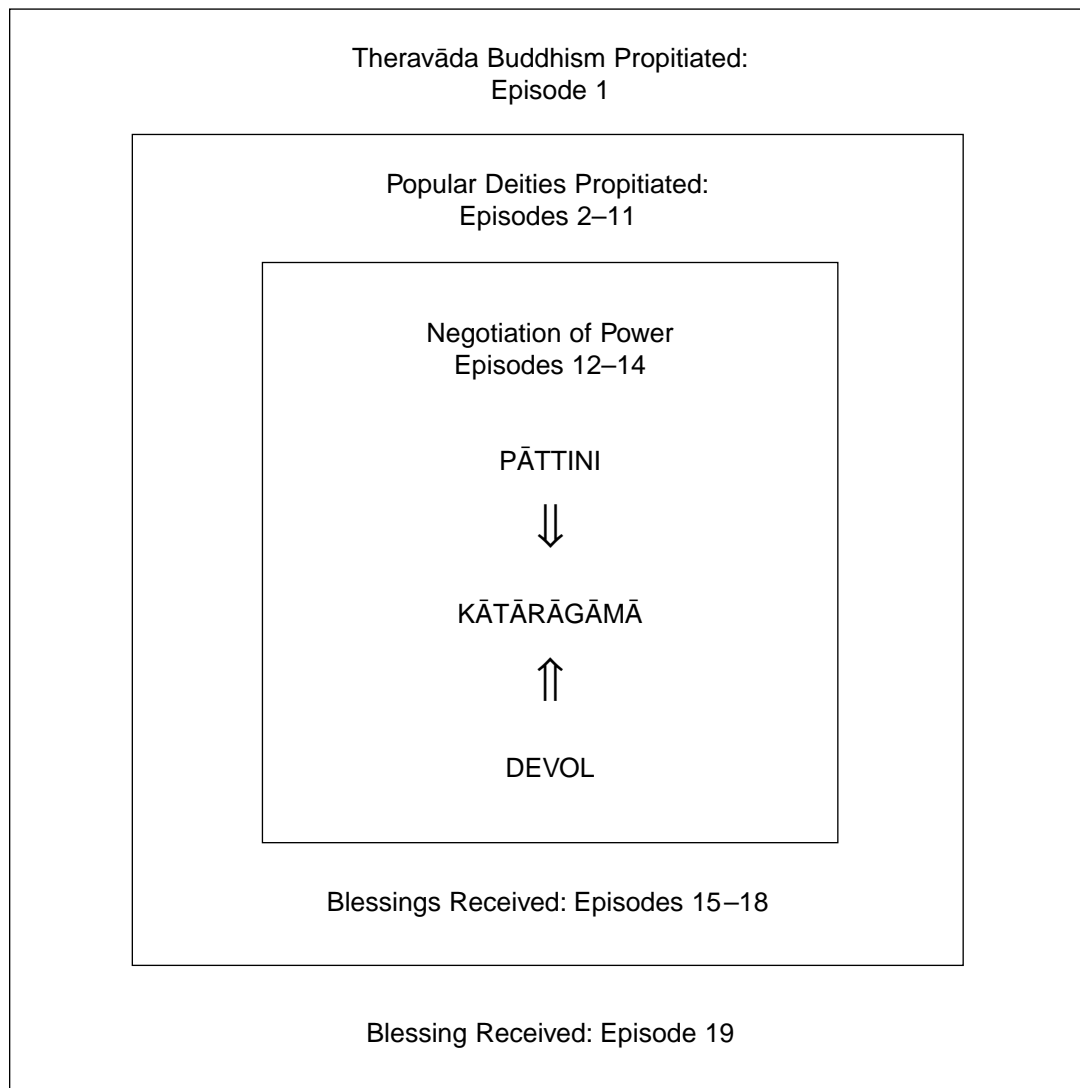 Theravāda Buddhism Propitiated:
Episode 1
Popular Deities Propitiated:
Episodes 2–11
Negotiation of Power
Episodes 12–14
PĀTTINI
⇓
KĀTĀRĀGĀMĀ
⇑
DEVOL
Blessings Received: Episodes 15–18
Blessing Received: Episode 19